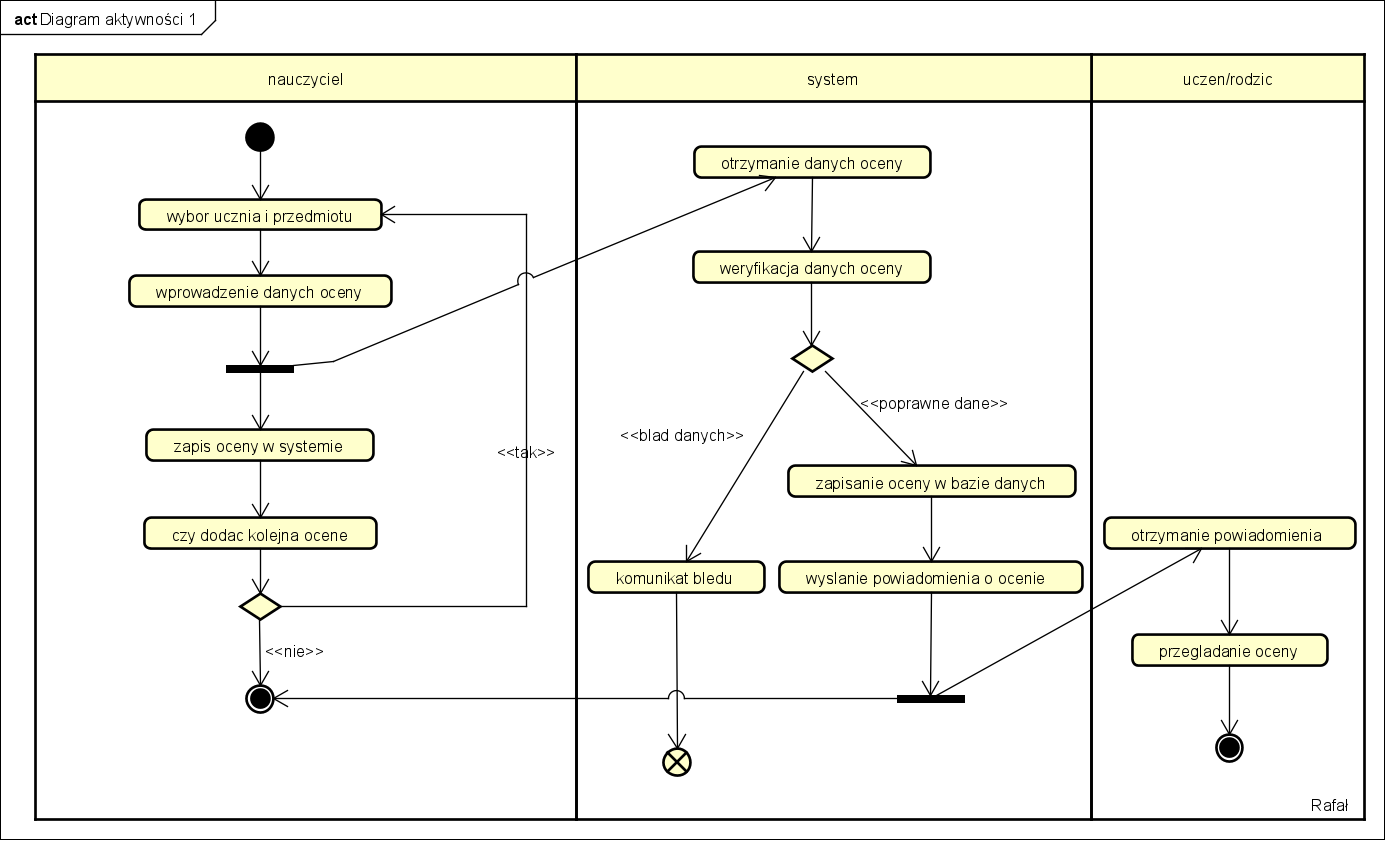 act Diagram aktywności 1
nauczyciel
system
uczen/rodzic
otrzymanie danych oceny
wybor ucznia i przedmiotu
weryfikacja danych oceny
wprowadzenie danych oceny
<<poprawne dane>>
<<blad danych>>
zapis oceny w systemie
<<tak>>
zapisanie oceny w bazie danych
czy dodac kolejna ocene
otrzymanie powiadomienia
komunikat bledu
wyslanie powiadomienia o ocenie
<<nie>>
przegladanie oceny
Rafał